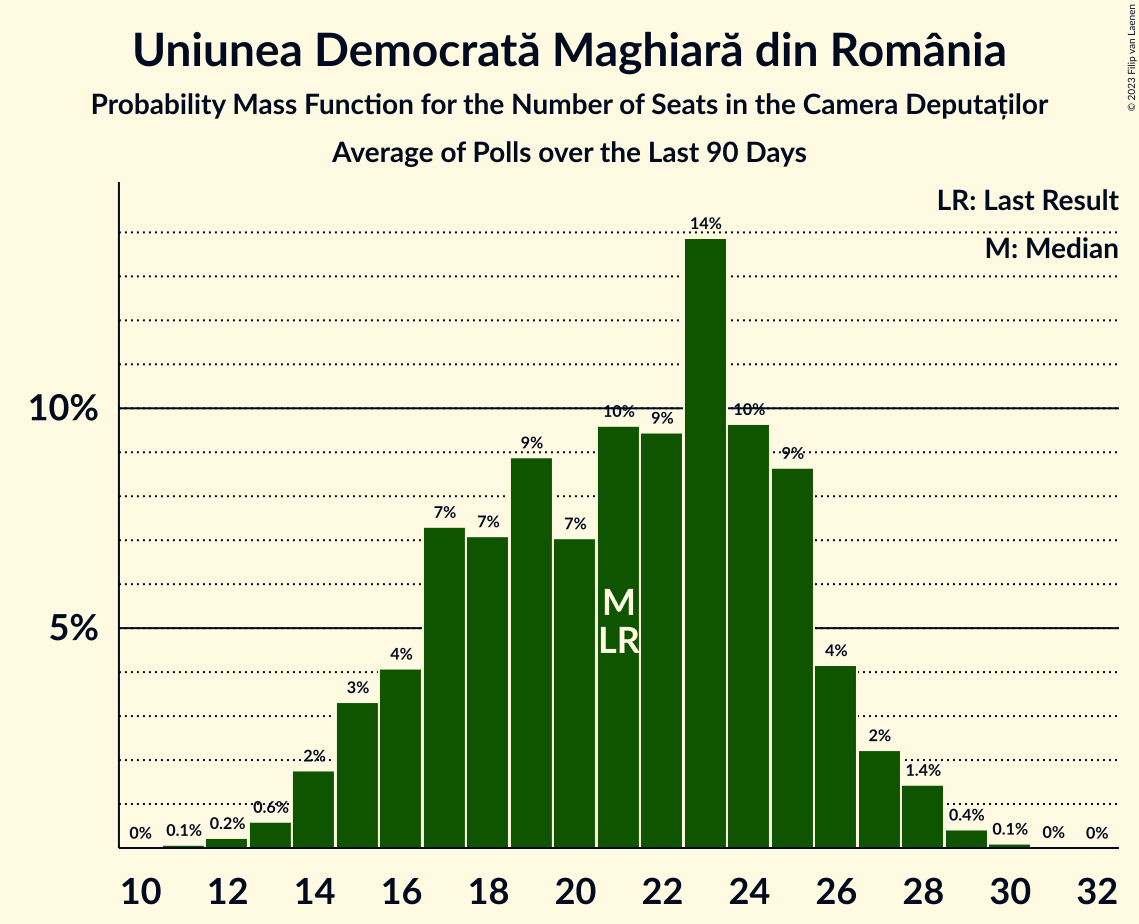 Uniunea Democrată Maghiară din România
Probability Mass Function for the Number of Seats in the Camera Deputaților
Average of Polls over the Last 90 Days
© 2023 Filip van Laenen
LR: Last Result
M: Median
10%
5%
0%
0.1%
0.2%
0.6%
2%
3%
4%
7%
7%
9%
7%
10%
9%
14%
10%
9%
4%
2%
1.4%
0.4%
0.1%
0%
0%
M
LR
10 12 14 16 18 20 22 24 26 28 30 32